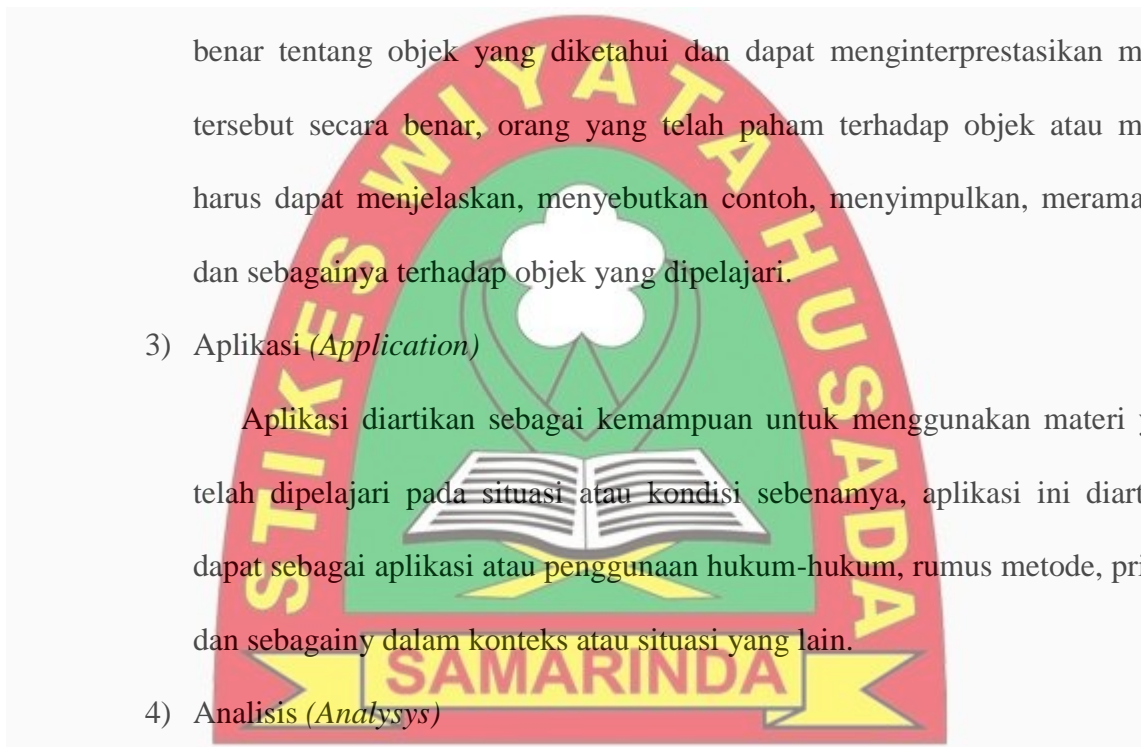 benar tentang objek yang diketahui dan dapat menginterprestasikan
tersebut secara benar, orang yang telah paham terhadap objek atau
harus dapat menjelaskan, menyebutkan contoh, menyimpulkan,
dan sebagainya terhadap objek yang dipelajari.
3) Aplikasi (Application)
Aplikasi diartikan sebagai kemampuan untuk menggunakan materi
telah dipelajari pada situasi atau kondisi sebenamya, aplikasi ini
dapat sebagai aplikasi atau penggunaan hukum-hukum, rumus metode,
dan sebagainy dalam konteks atau situasi yang lain.
4) Analisis (Analysys)
STIKES WIYATA HUSADA
SAMARINDA